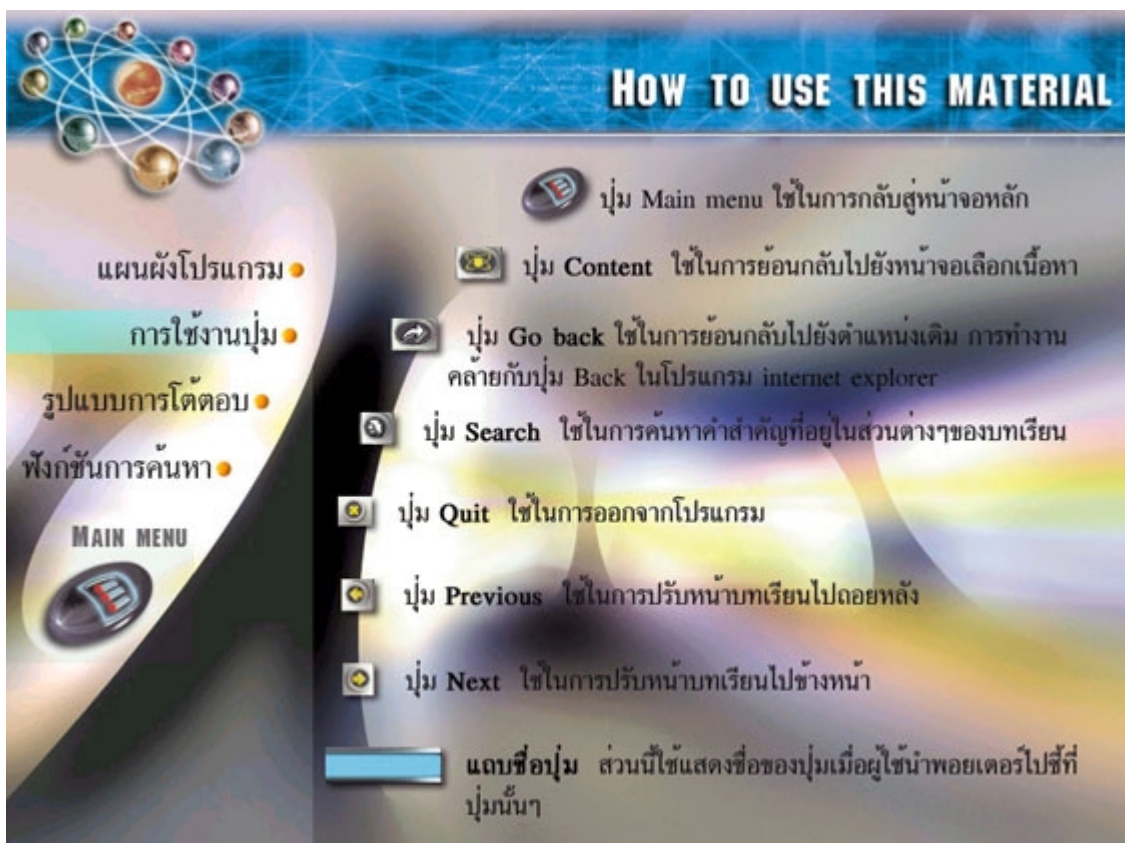 HOW TO USE THIS MATERIAL
แผนผังโปรแกรม
การใช้งานปุ่ม
รูปแบบการโต้ตอบ
ฟังก์ชันการค้นหา
MAIN MENU
ปุ่ม Main menu ใช้ในการกลับสู่หน้าจอหลัก
ปุ่ม Content ใช้ในการย้อนกลับไปยังหน้าจอเลือกเนื้อหา
ปุ่ม Go back ใช้ในการย้อนกลับไปยังตำแหน่งเดิม การทำงาน
คล้ายกับปุ่ม Back ในโปรแกรม internet explorer
ปุ่ม Search ใช้ในการค้นหาคำสำคัญที่อยู่ในส่วนต่างๆของบทเรียน
ปุ่ม Quit ใช้ในการออกจากโปรแกรม
ปุ่ม Previous ใช้ในการปรับหน้าบทเรียนไปถอยหลัง
ปุ่ม Next ใช้ในการปรับหน้าบทเรียนไปข้างหน้า
แถบชื่อปุ่ม ส่วนนี้ใช้แสดงชื่อของปุ่มเมื่อผู้ใช้นำพอยเตอร์ไปชี้ที่
ปุ่มนั้นๆ